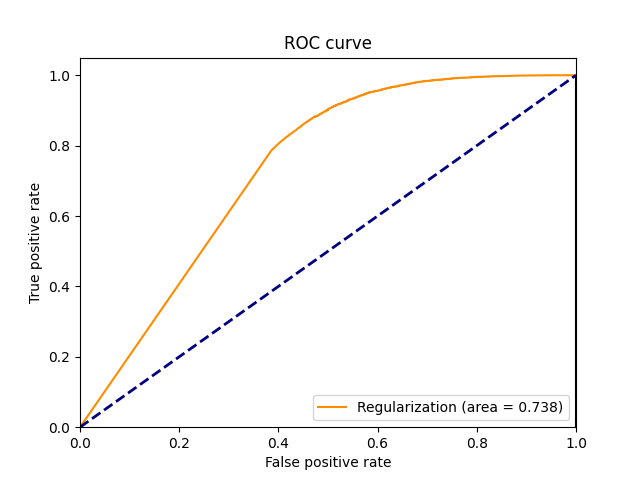 ROC curve
True positive rate
1.0
0.8
0.6
0.4
0.2
0.0
Regularization (area = 0.738)
0.0 0.2 0.4 0.6 0.8 1.0
False positive rate